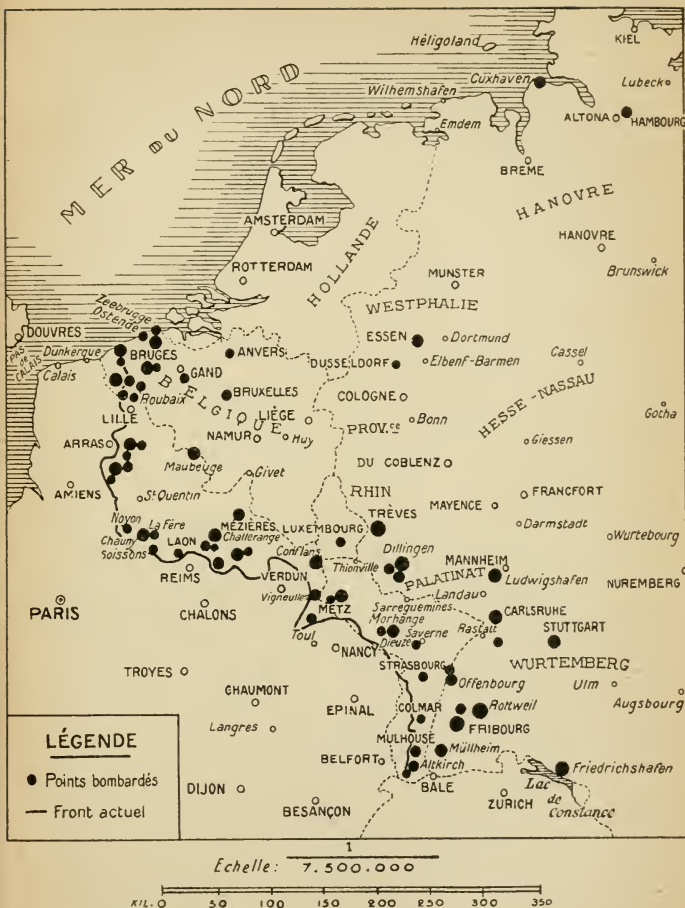 Héligoland
KIEL
MER DU NORD
Cuxhaven
Lubeck
Wilhemshafen
ALTONA
HAMBOURG
Emdem
BRÊME
HANOVRE
AMSTERDAM
HOLLANDE
HANOVRE
ROTTERDAM
MUNSTER
Brunswick
WESTPHALIE
Zeebrugge
Ostende
DOUVRES
ESSEN
Dortmund
PAS de CALAIS
Dunkerque
BRUGES
ANVERS
DUSSELDORF
Elbenf-Barmen
Cassel
Calais
GAND
BELGIQUE
BRUXELLES
COLOGNE
HESSE-NASSAU
Roubaix
LILLE
LIÈGE
PROV.ce
Bonn
Gotha
ARRAS
NAMUR
Huy
Giessen
Maubeuge
Givet
DU
COBLENZ
AMIENS
St Quentin
RHIN
FRANCFORT
MAYENCE
Noyon
La Fère
MÉZIÈRES
LUXEMBOURG
TRÈVES
Darmstadt
Chauny
LAON
Challerange
Wurtebourg
Soissons
Conflans
Dillingen
Thionville
MANNHEIM
REIMS
VERDUN
PALATINAT
Ludwigshafen
NUREMBERG
Vigneulles
Landau
PARIS
METZ
Sarreguemines
CARLSRUHE
CHALONS
Morhange
Toul
Dieuze
Saverne
Rastatt
STUTTGART
NANCY
STRASBOURG
WURTEMBERG
TROYES
Offenbourg
Ulm
CHAUMONT
EPINAL
COLMAR
Rottweil
Augsbourg
Langres
FRIBOURG
MULHOUSE
Müllheim
BELFORT
Altkirch
Friedrichshafen
DIJON
BÂLE
Lac de Constance
BESANÇON
ZURICH
LÉGENDE
Points bombardés
Front actuel
Echelle: 1
7.500.000
KIL. 0 50 100 150 200 250 300 350